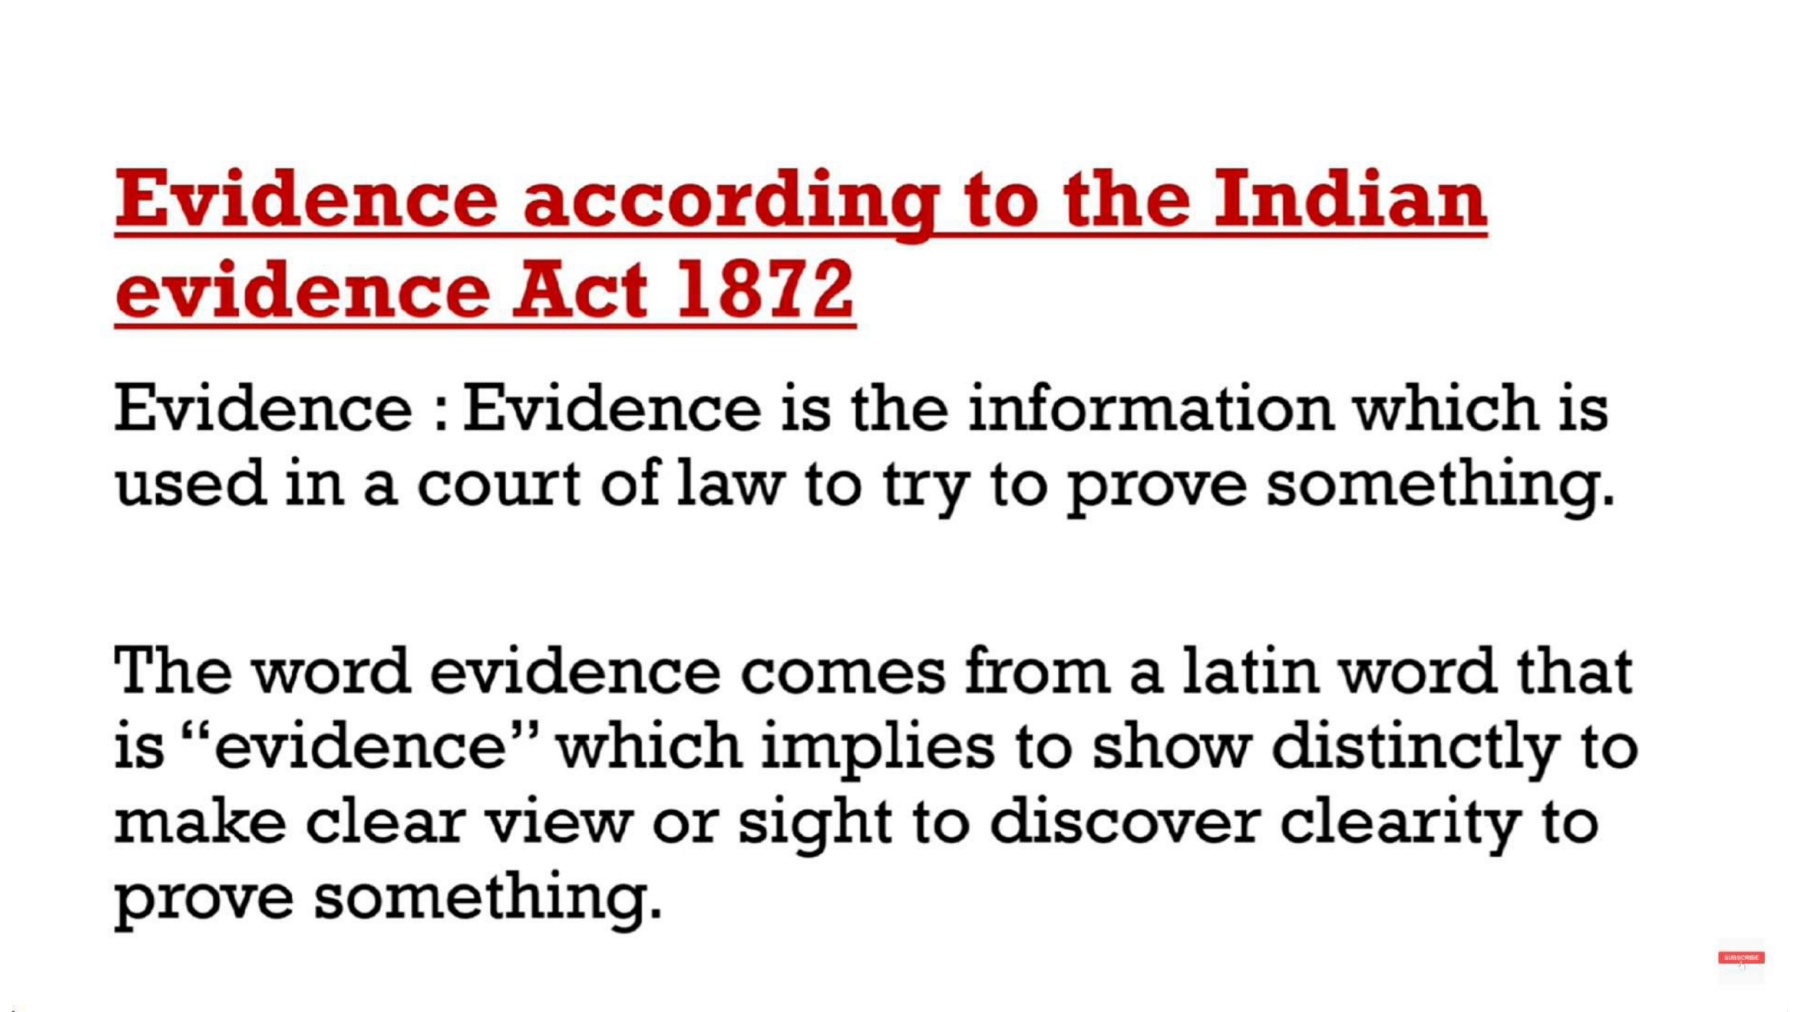 Evidence according to the Indian
evidence Act 1872
Evidence : Evidence is the information which is
used in a court of law to try to prove something.
The word evidence comes from a latin word that
is “evidence” which implies to show distinctly to
make clear view or sight to discover clearity to
prove something.
SUBSCRIBE